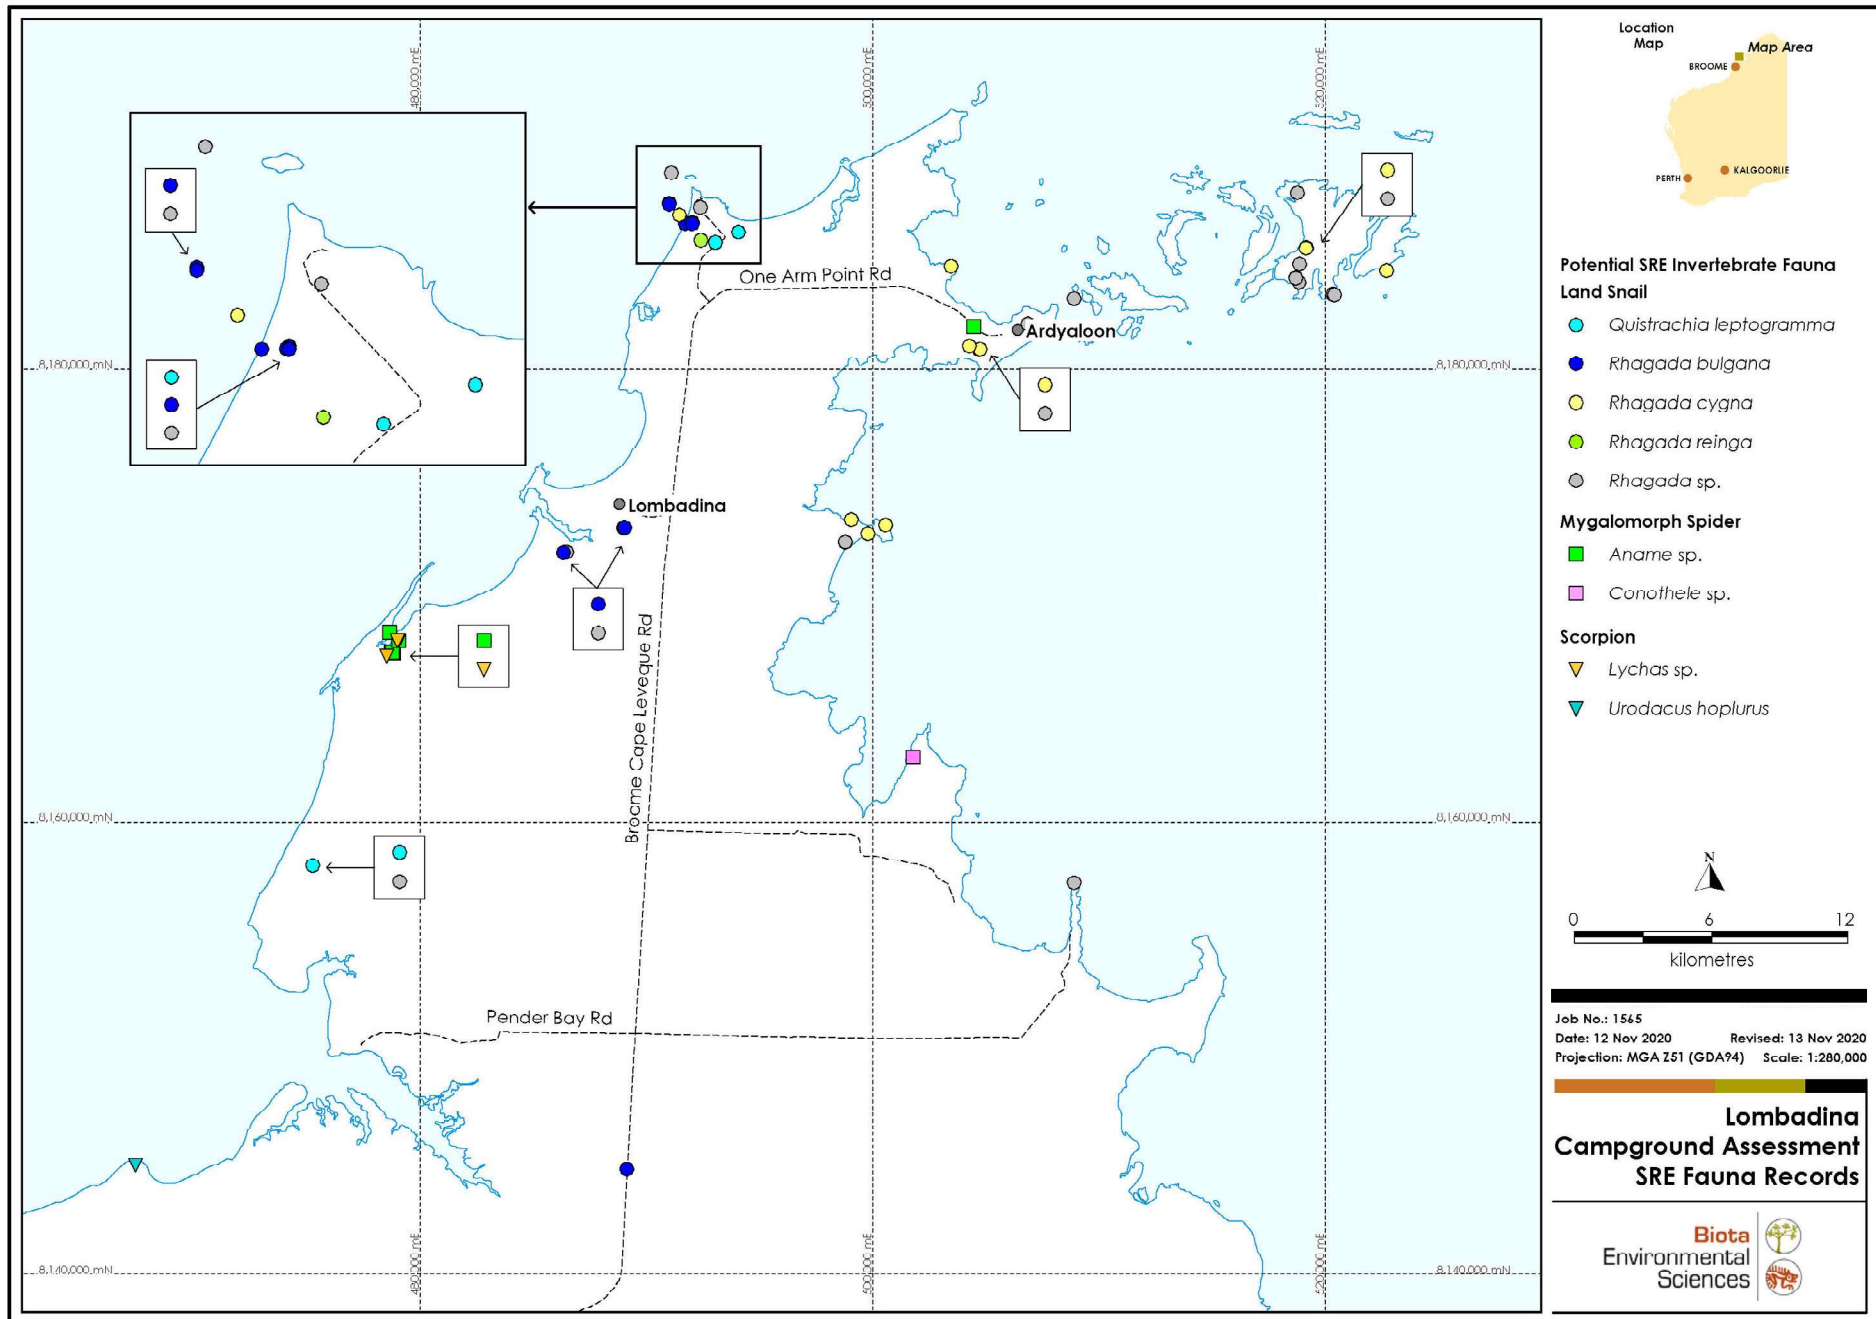 480,000 mE
500,000 mE
520,000 mE
One Arm Point Rd
Ardyaloon
8,180,000 mN
8,180,000 mN
Lombadina
Broome Cape Leveque Rd
8,160,000 mN
8,160,000 mN
Pender Bay Rd
8,140,000 mN
8,140,000 mN
480,000 mE
500,000 mE
520,000 mE
Location
Map
Map Area
BROOME
PERTH
KALGOORLIE
Potential SRE Invertebrate Fauna
Land Snail
Quistrachia leptogramma
Rhagada bulgana
Rhagada cygna
Rhagada reinga
Rhagada sp.
Mygalomorph Spider
Aname sp.
Conothele sp.
Scorpion
Lychas sp.
Urodacus hoplurus
N
0 6 12
kilometres
Job No.: 1565
Date: 12 Nov 2020 Revised: 13 Nov 2020
Projection: MGA Z51 (GDA94) Scale: 1:280,000
Lombadina
Campground Assessment
SRE Fauna Records
Biota
Environmental
Sciences